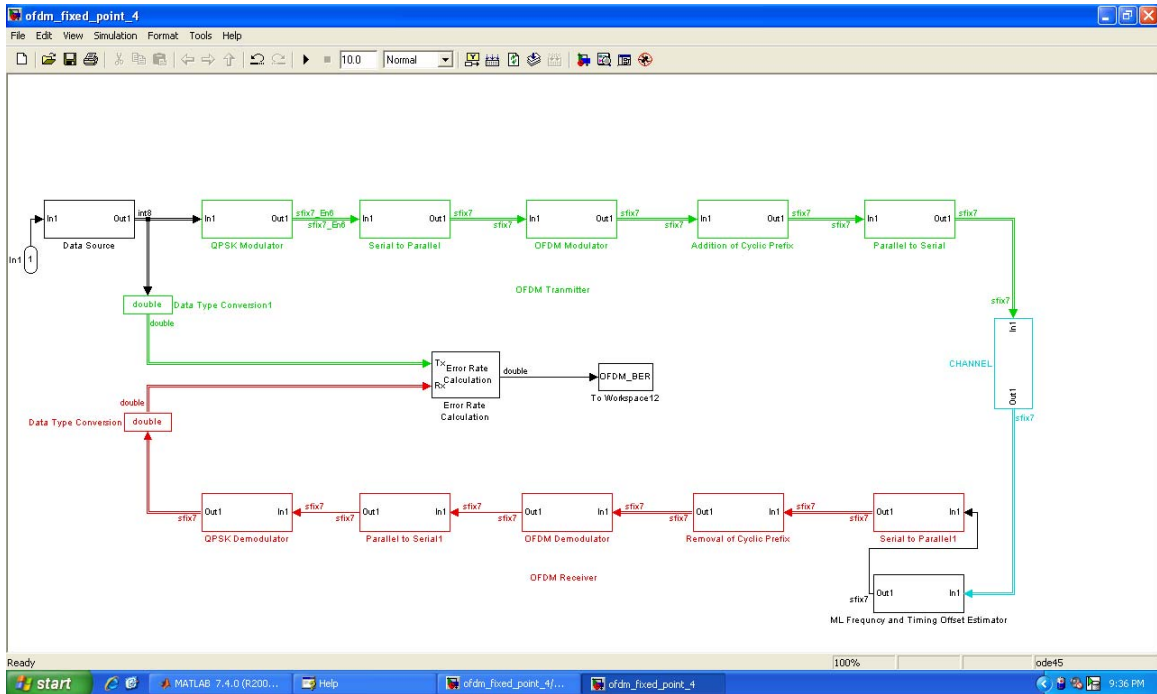 ofdm_fixed_point_4
File Edit View Simulation Format Tools Help
10.0 Normal
In1 Out1 int8
Data Source
In1 1
In1 Out1 sfix7_En6
sfix7_En6
QPSK Modulator
In1 Out1 sfix7
sfix7
Serial to Parallel
In1 Out1 sfix7
sfix7
OFDM Modulator
In1 Out1 sfix7
sfix7
Addition of Cyclic Prefix
In1 Out1 sfix7
Parallel to Serial
sfix7
OFDM Tranmitter
double Data Type Conversion1
double
In1
CHANNEL
Out1
sfix7
Tx
Rx
Error Rate
Calculation
double
Error Rate
Calculation
OFDM_BER
To Workspace12
double
Data Type Conversion double
Out1 In1 sfix7
sfix7
QPSK Demodulator
Out1 In1 sfix7
sfix7
Parallel to Serial1
Out1 In1 sfix7
sfix7
OFDM Demodulator
Out1 In1 sfix7
sfix7
Removal of Cyclic Prefix
Out1 In1
sfix7
Serial to Parallel1
OFDM Receiver
Out1 In1
sfix7
ML Frequncy and Timing Offset Estimator
Ready 100% ode45
start MATLAB 7.4.0 (R200... Help ofdm_fixed_point_4/... ofdm_fixed_point_4 9:36 PM